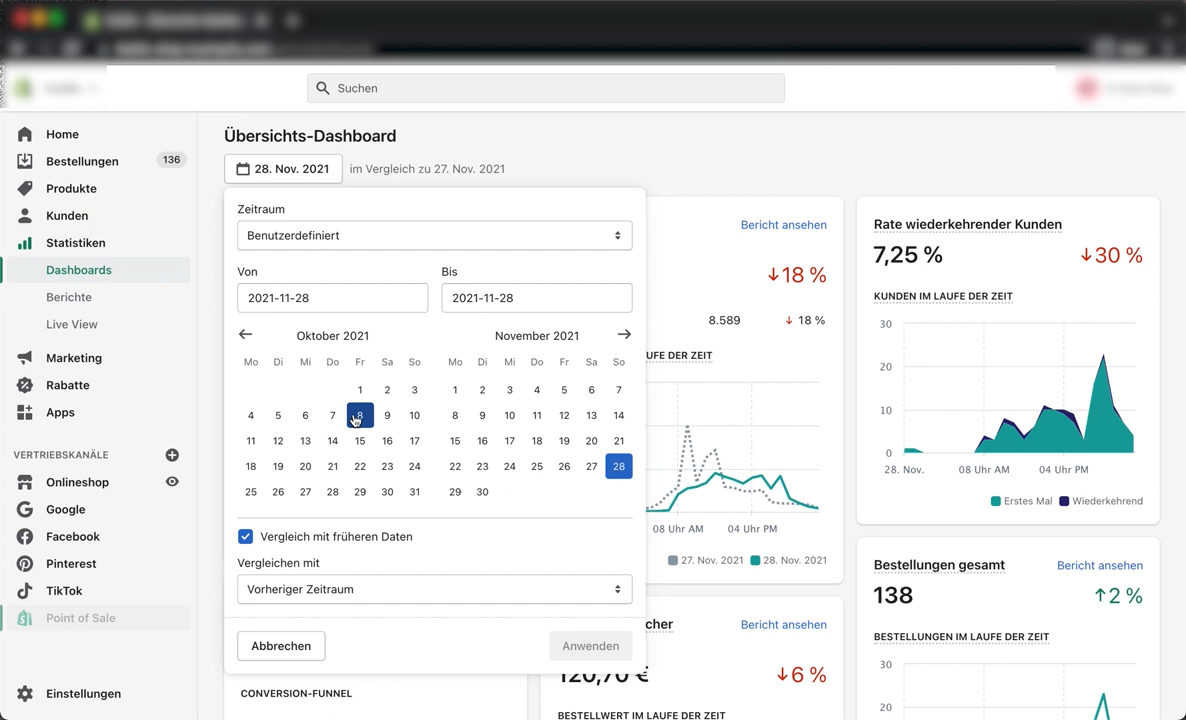 Suchen
Home
Bestellungen 136
Produkte
Kunden
Statistiken
Dashboards
Berichte
Live View
Marketing
Rabatte
Apps
VERTRIEBSKANÄLE
Onlineshop
Google
Facebook
Pinterest
TikTok
Point of Sale
Einstellungen
Übersichts-Dashboard
28. Nov. 2021 im Vergleich zu 27. Nov. 2021
Zeitraum
Benutzerdefiniert
Von Bis
2021-11-28 2021-11-28
Oktober 2021
Mo Di Mi Do Fr Sa So
1 2 3
4 5 6 7 8 9 10
11 12 13 14 15 16 17
18 19 20 21 22 23 24
25 26 27 28 29 30 31
November 2021
Mo Di Mi Do Fr Sa So
1 2 3 4 5 6 7
8 9 10 11 12 13 14
15 16 17 18 19 20 21
22 23 24 25 26 27 28
29 30
Vergleich mit früheren Daten
Vergleichen mit
Vorheriger Zeitraum
Abbrechen Anwenden
CONVERSION-FUNNEL
Bericht ansehen
↓18 %
8.589 ↓ 18 %
UFE DER ZEIT
08 Uhr AM 04 Uhr PM
27. Nov. 2021 28. Nov. 2021
cher Bericht ansehen
120,70 € ↓6 %
BESTELLWERT IM LAUFE DER ZEIT
Rate wiederkehrender Kunden
7,25 % ↓30 %
KUNDEN IM LAUFE DER ZEIT
30
20
10
0
28. Nov. 08 Uhr AM 04 Uhr PM
Erstes Mal Wiederkehrend
Bestellungen gesamt Bericht ansehen
138 ↑2 %
BESTELLUNGEN IM LAUFE DER ZEIT
30
20